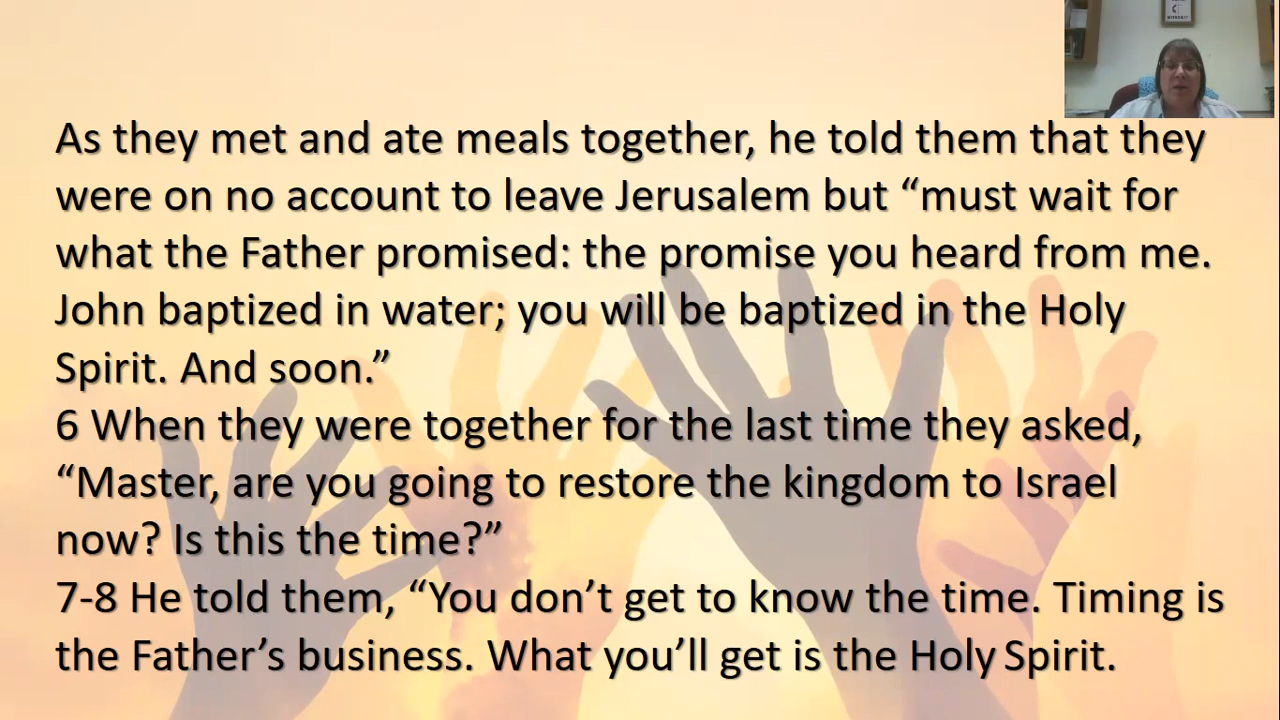 As they met and ate meals together, he told them that they
were on no account to leave Jerusalem but “must wait for
what the Father promised: the promise you heard from me.
John baptized in water; you will be baptized in the Holy
Spirit. And soon.”
6 When they were together for the last time they asked,
“Master, are you going to restore the kingdom to Israel
now? Is this the time?”
7-8 He told them, “You don’t get to know the time. Timing is
the Father’s business. What you’ll get is the Holy Spirit.